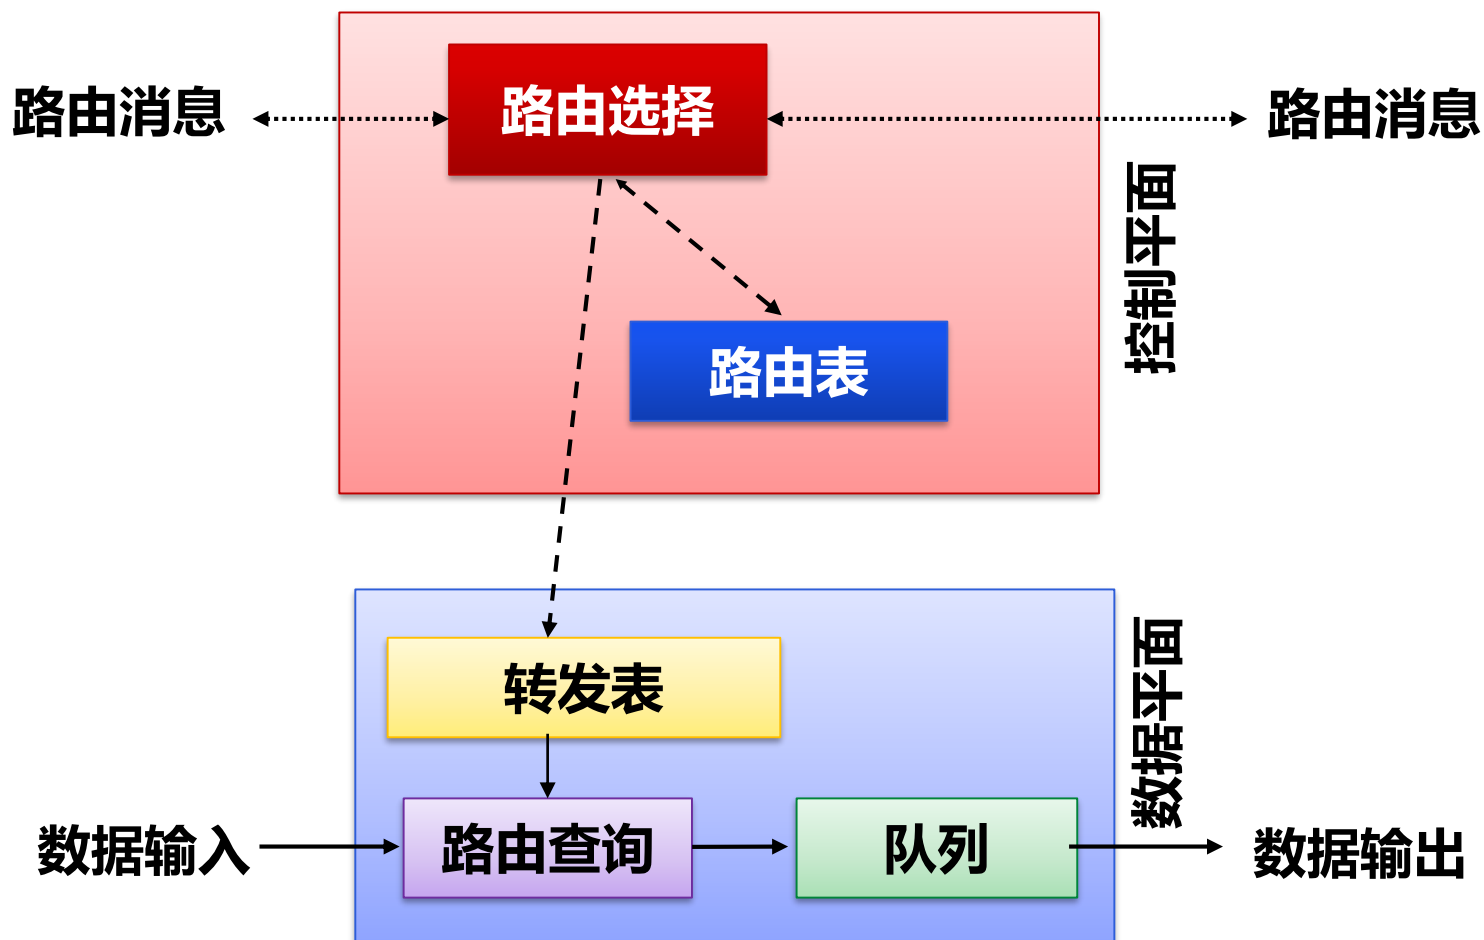 路由消息
路由选择
路由消息
控制平面
路由表
转发表
数据平面
数据输入
路由查询
队列
数据输出